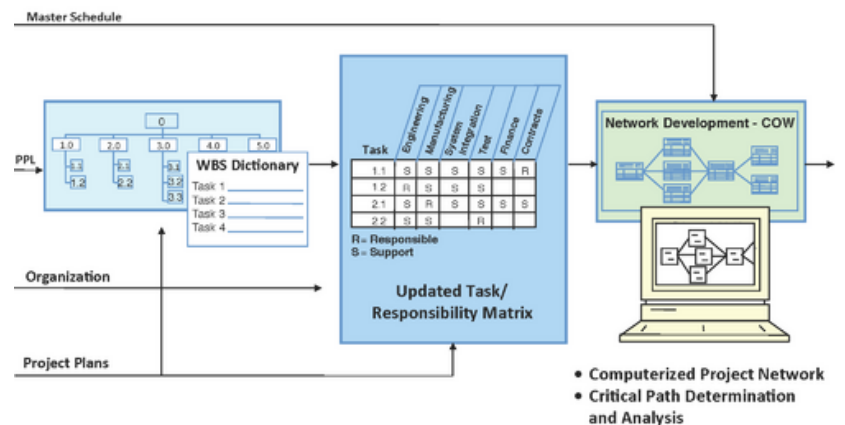 Master Schedule
PPL
0
1.0 2.0 3.0 4.0 5.0
1.1 2.1 3.1
1.2 2.2 3.2
3.3
WBS Dictionary
Task 1
Task 2
Task 3
Task 4
Organization
Project Plans
Task Engineering Manufacturing System Integration Test Finance Contracts
1.1 S S S S S R
1.2 R S S S
2.1 S R S S S S
2.2 S S R
R = Responsible
S = Support
Updated Task/
Responsibility Matrix
Network Development - COW
• Computerized Project Network
• Critical Path Determination
and Analysis